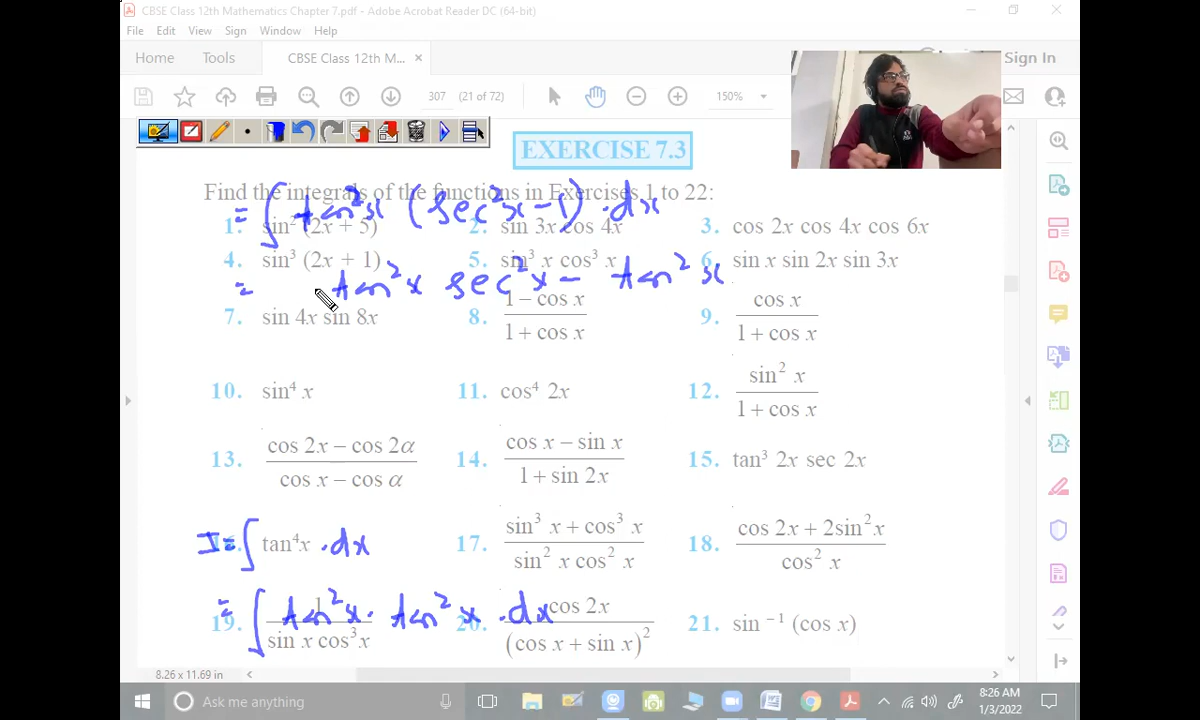 CBSE Class 12th Mathematics Chapter 7.pdf - Adobe Acrobat Reader DC (64-bit)
File Edit View Sign Window Help
Home Tools CBSE Class 12th M... × Sign In
307 (21 of 72) 150%
EXERCISE 7.3
Find the integrals of the functions in Exercises 1 to 22:
= ∫ tan²x (sec²x - 1) . dx
1. sin² (2x + 5) 2. sin 3x cos 4x 3. cos 2x cos 4x cos 6x
4. sin³ (2x + 1) 5. sin³ x cos³ x 6. sin x sin 2x sin 3x
= tan²x sec²x - tan²x
7. sin 4x sin 8x 8. (1 – cos x)/(1 + cos x) 9. cos x/(1 + cos x)
10. sin⁴ x 11. cos⁴ 2x 12. sin² x/(1 + cos x)
13. (cos 2x – cos 2α)/(cos x – cos α) 14. (cos x – sin x)/(1 + sin 2x) 15. tan³ 2x sec 2x
I = ∫ tan⁴x . dx 17. (sin³ x + cos³ x)/(sin² x cos² x) 18. (cos 2x + 2sin² x)/cos² x
= ∫ tan²x . tan²x . dx
19. 1/(sin x cos³ x) 20. cos 2x/(cos x + sin x)² 21. sin⁻¹ (cos x)
8.26 x 11.69 in
Ask me anything
8:26 AM
1/3/2022